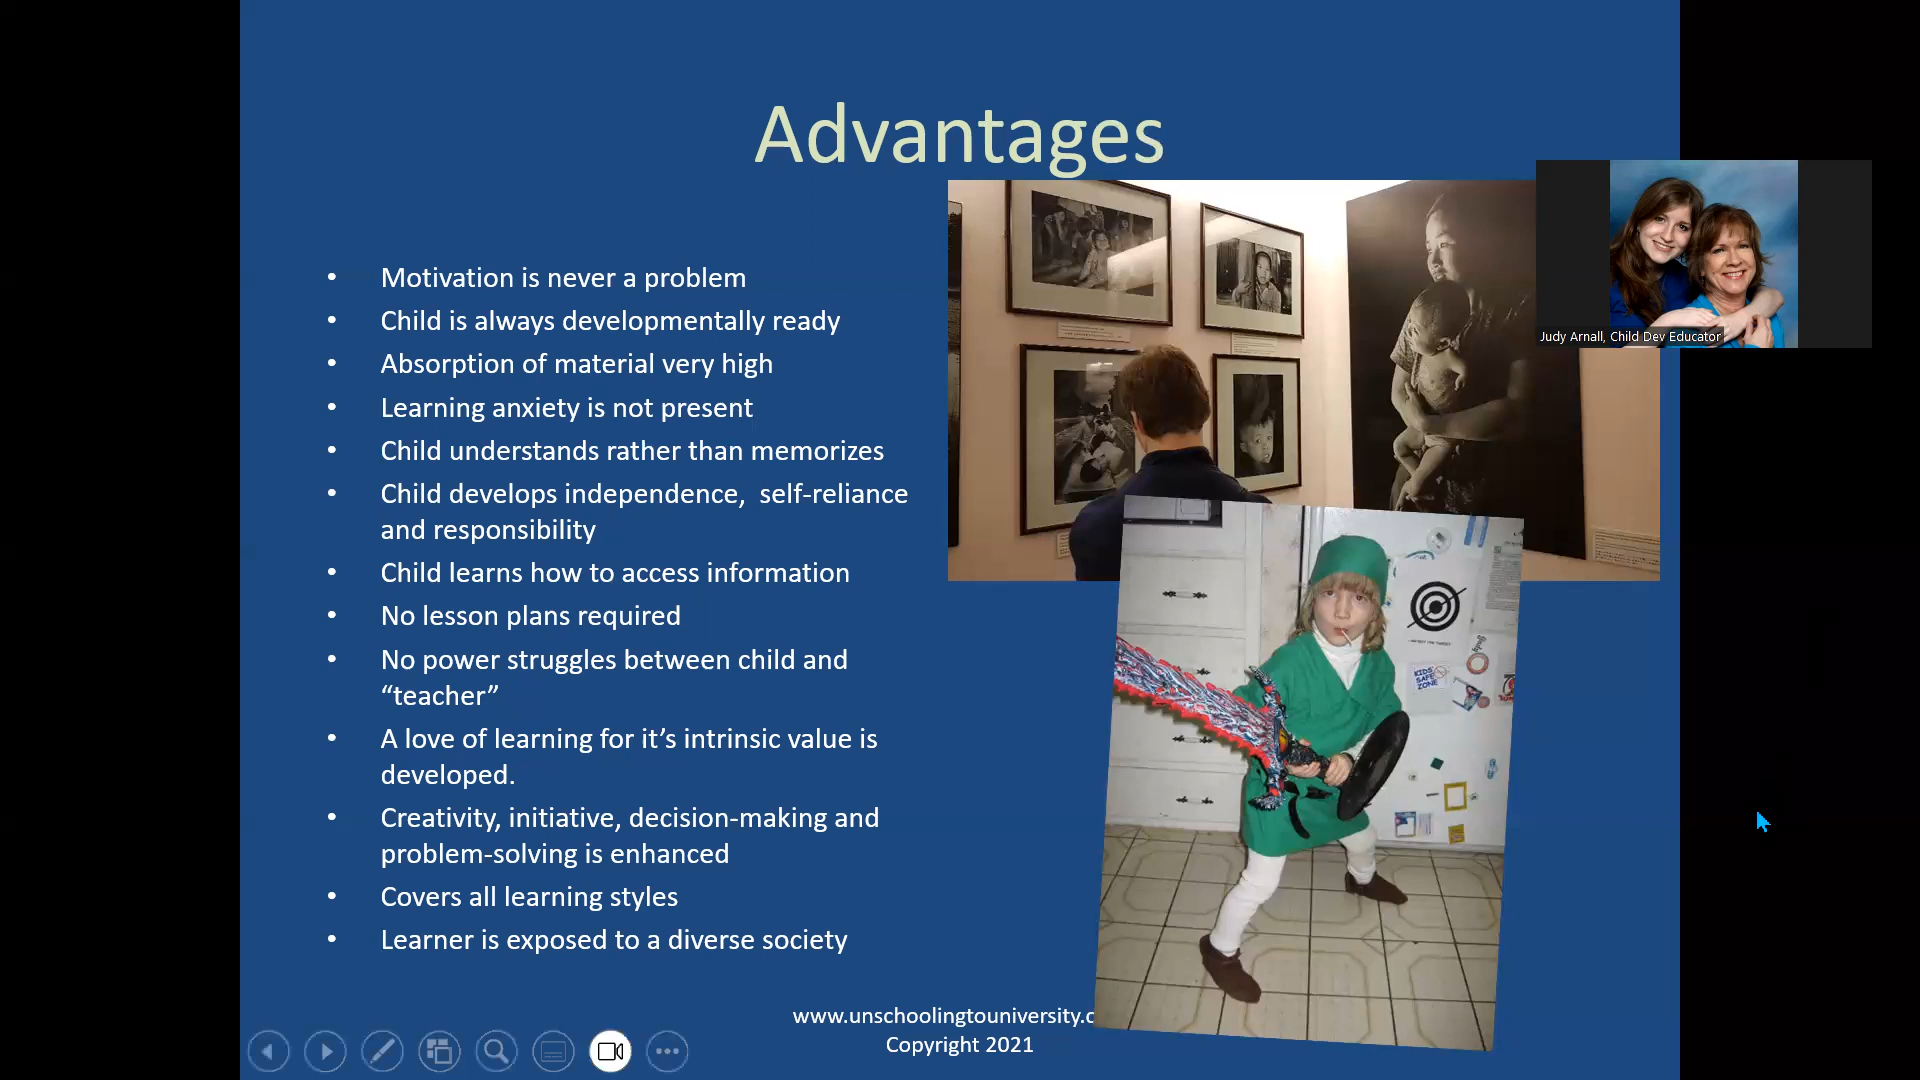 Advantages
• Motivation is never a problem
• Child is always developmentally ready
• Absorption of material very high
• Learning anxiety is not present
• Child understands rather than memorizes
• Child develops independence,  self-reliance
and responsibility
• Child learns how to access information
• No lesson plans required
• No power struggles between child and
“teacher”
• A love of learning for it’s intrinsic value is
developed.
• Creativity, initiative, decision-making and
problem-solving is enhanced
• Covers all learning styles
• Learner is exposed to a diverse society
Judy Arnall, Child Dev Educator
KIDS
SAFE
ZONE
www.unschoolingtouniversity.c
Copyright 2021